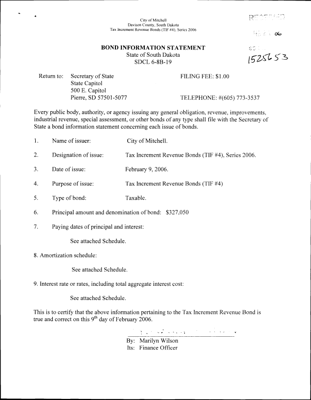 City of Mitchell
Davison County, South Dakota
Tax Increment Revenue Bonds (TIF #4), Series 2006
1525653
BOND INFORMATION STATEMENT
State of South Dakota
SDCL 6-8B-19
Return to: Secretary of State FILING FEE: $1.00
State Capitol
500 E. Capitol
Pierre, SD 57501-5077 TELEPHONE: #(605) 773-3537
Every public body, authority, or agency issuing any general obligation, revenue, improvements,
industrial revenue, special assessment, or other bonds of any type shall file with the Secretary of
State a bond information statement concerning each issue of bonds.
1. Name of issuer: City of Mitchell.
2. Designation of issue: Tax Increment Revenue Bonds (TIF #4), Series 2006.
3. Date of issue: February 9, 2006.
4. Purpose of issue: Tax Increment Revenue Bonds (TIF #4)
5. Type of bond: Taxable.
6. Principal amount and denomination of bond: $327,050
7. Paying dates of principal and interest:
See attached Schedule.
8. Amortization schedule:
See attached Schedule.
9. Interest rate or rates, including total aggregate interest cost:
See attached Schedule.
This is to certify that the above information pertaining to the Tax Increment Revenue Bond is
true and correct on this 9th day of February 2006.
By: Marilyn Wilson
Its: Finance Officer